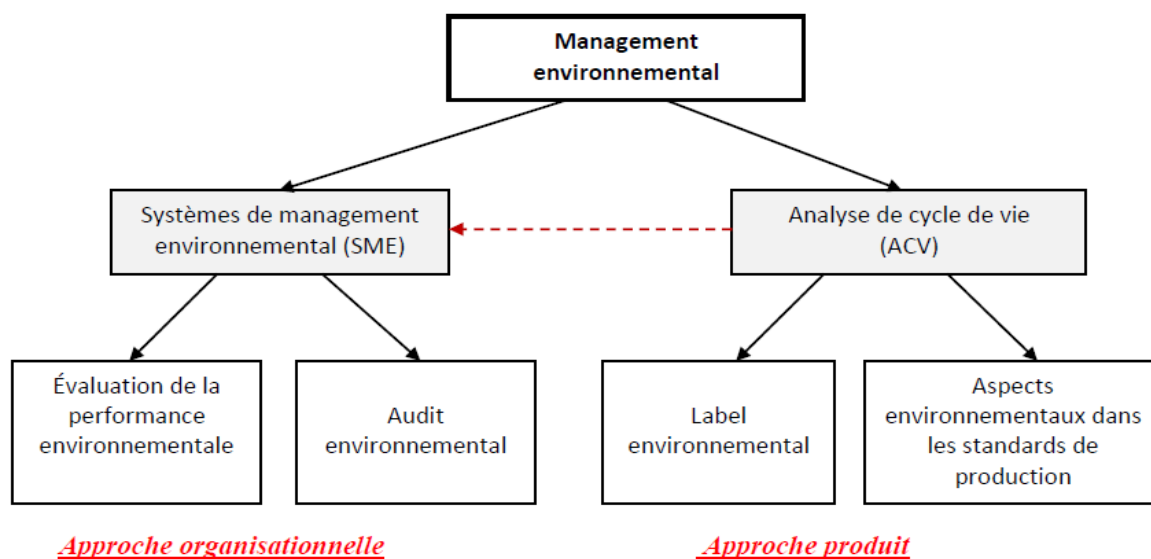 Management
environnemental
Systèmes de management
environnemental (SME)
Analyse de cycle de vie
(ACV)
Évaluation de la
performance
environnementale
Audit
environnemental
Label
environnemental
Aspects
environnementaux dans
les standards de
production
Approche organisationnelle
Approche produit